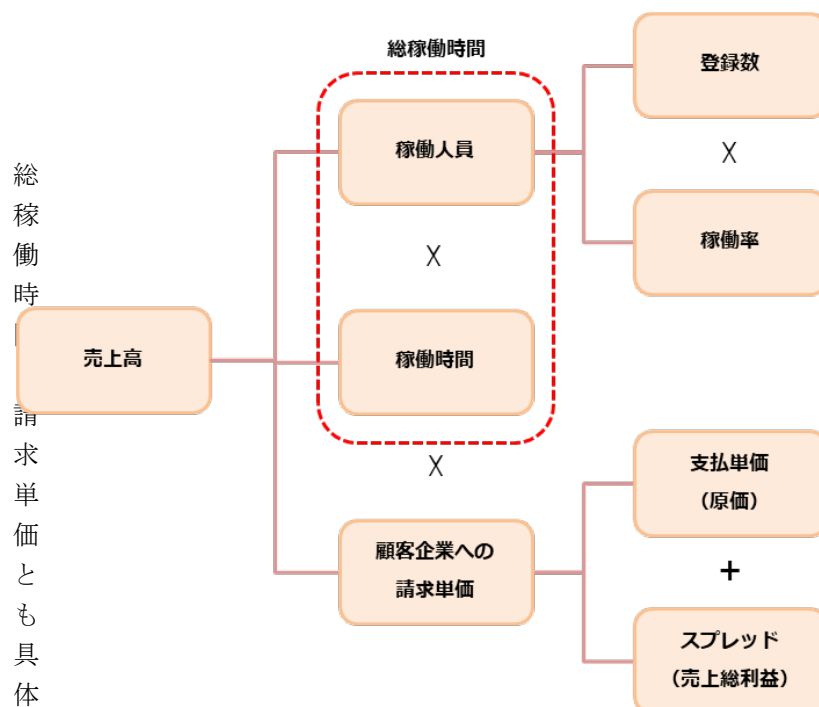 総稼働時
請求単価とも具体
売上高
総稼働時間
稼働人員
X
稼働時間
X
顧客企業への
請求単価
登録数
X
稼働率
支払単価
（原価）
+
スプレッド
（売上総利益）